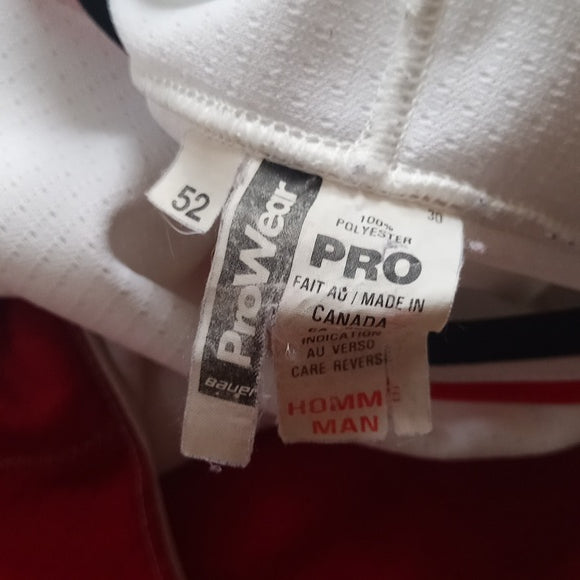 52
ProWear
Bauer
30
100%
POLYESTER
PRO
FAIT AU / MADE IN
CANADA
INDICATION
AU VERSO
CARE REVERSE
HOMM
MAN